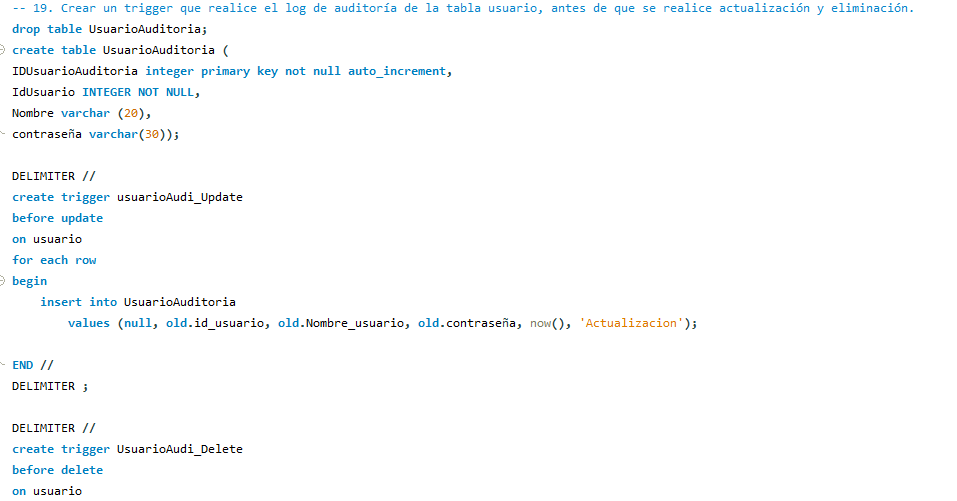 -- 19. Crear un trigger que realice el log de auditoría de la tabla usuario, antes de que se realice actualización y eliminación.
drop table UsuarioAuditoria;
create table UsuarioAuditoria (
IDUsuarioAuditoria integer primary key not null auto_increment,
IdUsuario INTEGER NOT NULL,
Nombre varchar (20),
contraseña varchar(30));
DELIMITER //
create trigger usuarioAudi_Update
before update
on usuario
for each row
begin
insert into UsuarioAuditoria
values (null, old.id_usuario, old.Nombre_usuario, old.contraseña, now(), 'Actualizacion');
END //
DELIMITER ;
DELIMITER //
create trigger UsuarioAudi_Delete
before delete
on usuario